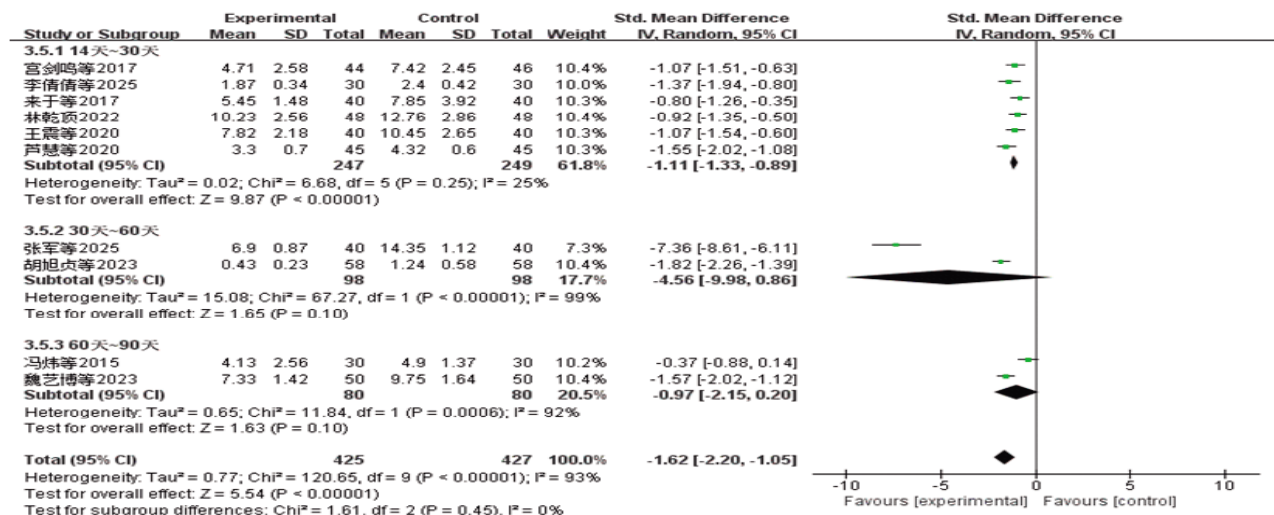 Experimental Control Std. Mean Difference Std. Mean Difference
Study or Subgroup Mean SD Total Mean SD Total Weight IV, Random, 95% CI IV, Random, 95% CI
3.5.1 14天~30天
宫剑鸣等2017 4.71 2.58 44 7.42 2.45 46 10.4% -1.07 [-1.51, -0.63]
李倩倩等2025 1.87 0.34 30 2.4 0.42 30 10.0% -1.37 [-1.94, -0.80]
来于等2017 5.45 1.48 40 7.85 3.92 40 10.3% -0.80 [-1.26, -0.35]
林乾顶2022 10.23 2.56 48 12.76 2.86 48 10.4% -0.92 [-1.35, -0.50]
王震等2020 7.82 2.18 40 10.45 2.65 40 10.3% -1.07 [-1.54, -0.60]
芦慧等2020 3.3 0.7 45 4.32 0.6 45 10.3% -1.55 [-2.02, -1.08]
Subtotal (95% CI) 247 249 61.8% -1.11 [-1.33, -0.89]
Heterogeneity: Tau² = 0.02; Chi² = 6.68, df = 5 (P = 0.25); I² = 25%
Test for overall effect: Z = 9.87 (P < 0.00001)
3.5.2 30天~60天
张军等2025 6.9 0.87 40 14.35 1.12 40 7.3% -7.36 [-8.61, -6.11]
胡旭贞等2023 0.43 0.23 58 1.24 0.58 58 10.4% -1.82 [-2.26, -1.39]
Subtotal (95% CI) 98 98 17.7% -4.56 [-9.98, 0.86]
Heterogeneity: Tau² = 15.08; Chi² = 67.27, df = 1 (P < 0.00001); I² = 99%
Test for overall effect: Z = 1.65 (P = 0.10)
3.5.3 60天~90天
冯炜等2015 4.13 2.56 30 4.9 1.37 30 10.2% -0.37 [-0.88, 0.14]
魏艺博等2023 7.33 1.42 50 9.75 1.64 50 10.4% -1.57 [-2.02, -1.12]
Subtotal (95% CI) 80 80 20.5% -0.97 [-2.15, 0.20]
Heterogeneity: Tau² = 0.65; Chi² = 11.84, df = 1 (P = 0.0006); I² = 92%
Test for overall effect: Z = 1.63 (P = 0.10)
Total (95% CI) 425 427 100.0% -1.62 [-2.20, -1.05]
Heterogeneity: Tau² = 0.77; Chi² = 120.65, df = 9 (P < 0.00001); I² = 93%
Test for overall effect: Z = 5.54 (P < 0.00001)
Test for subgroup differences: Chi² = 1.61, df = 2 (P = 0.45), I² = 0%
-10 -5 0 5 10
Favours [experimental] Favours [control]